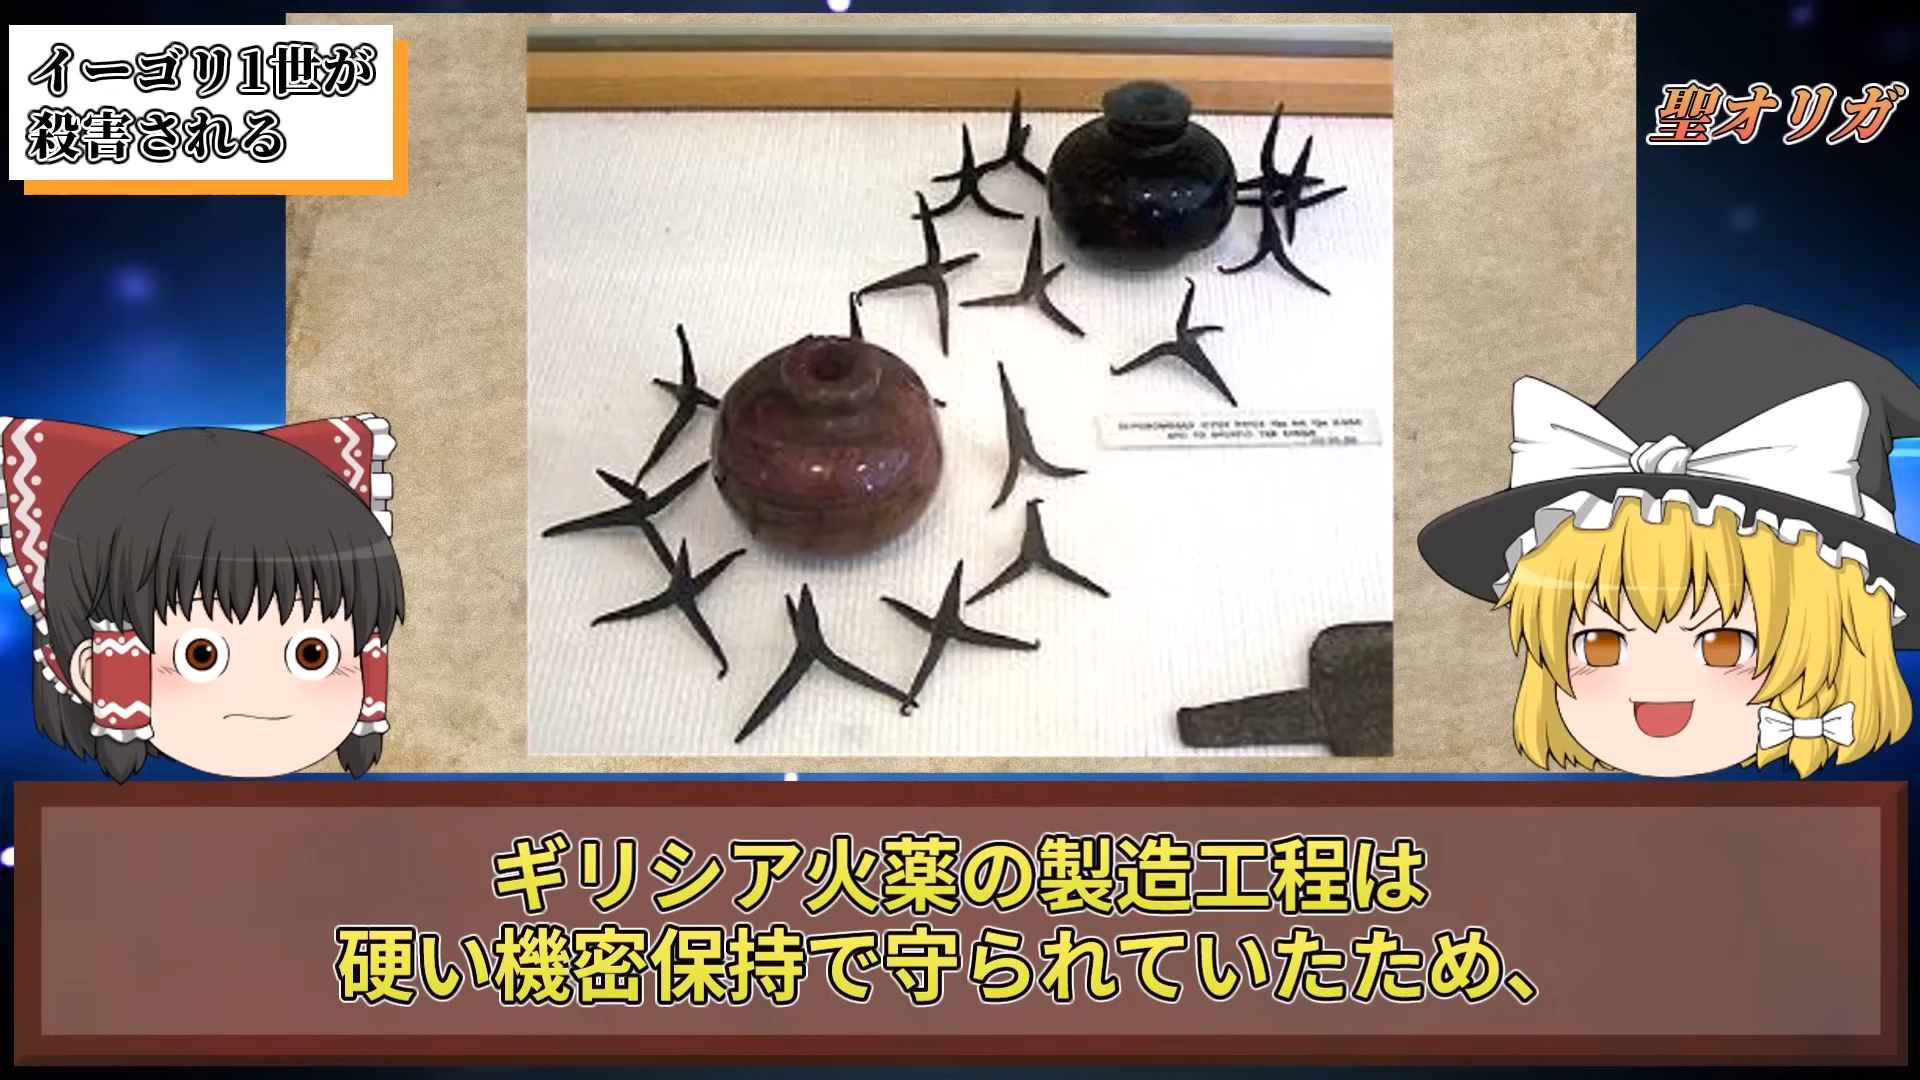 イーゴリ1世が
殺害される
聖オリガ
ギリシア火薬の製造工程は
硬い機密保持で守られていたため、